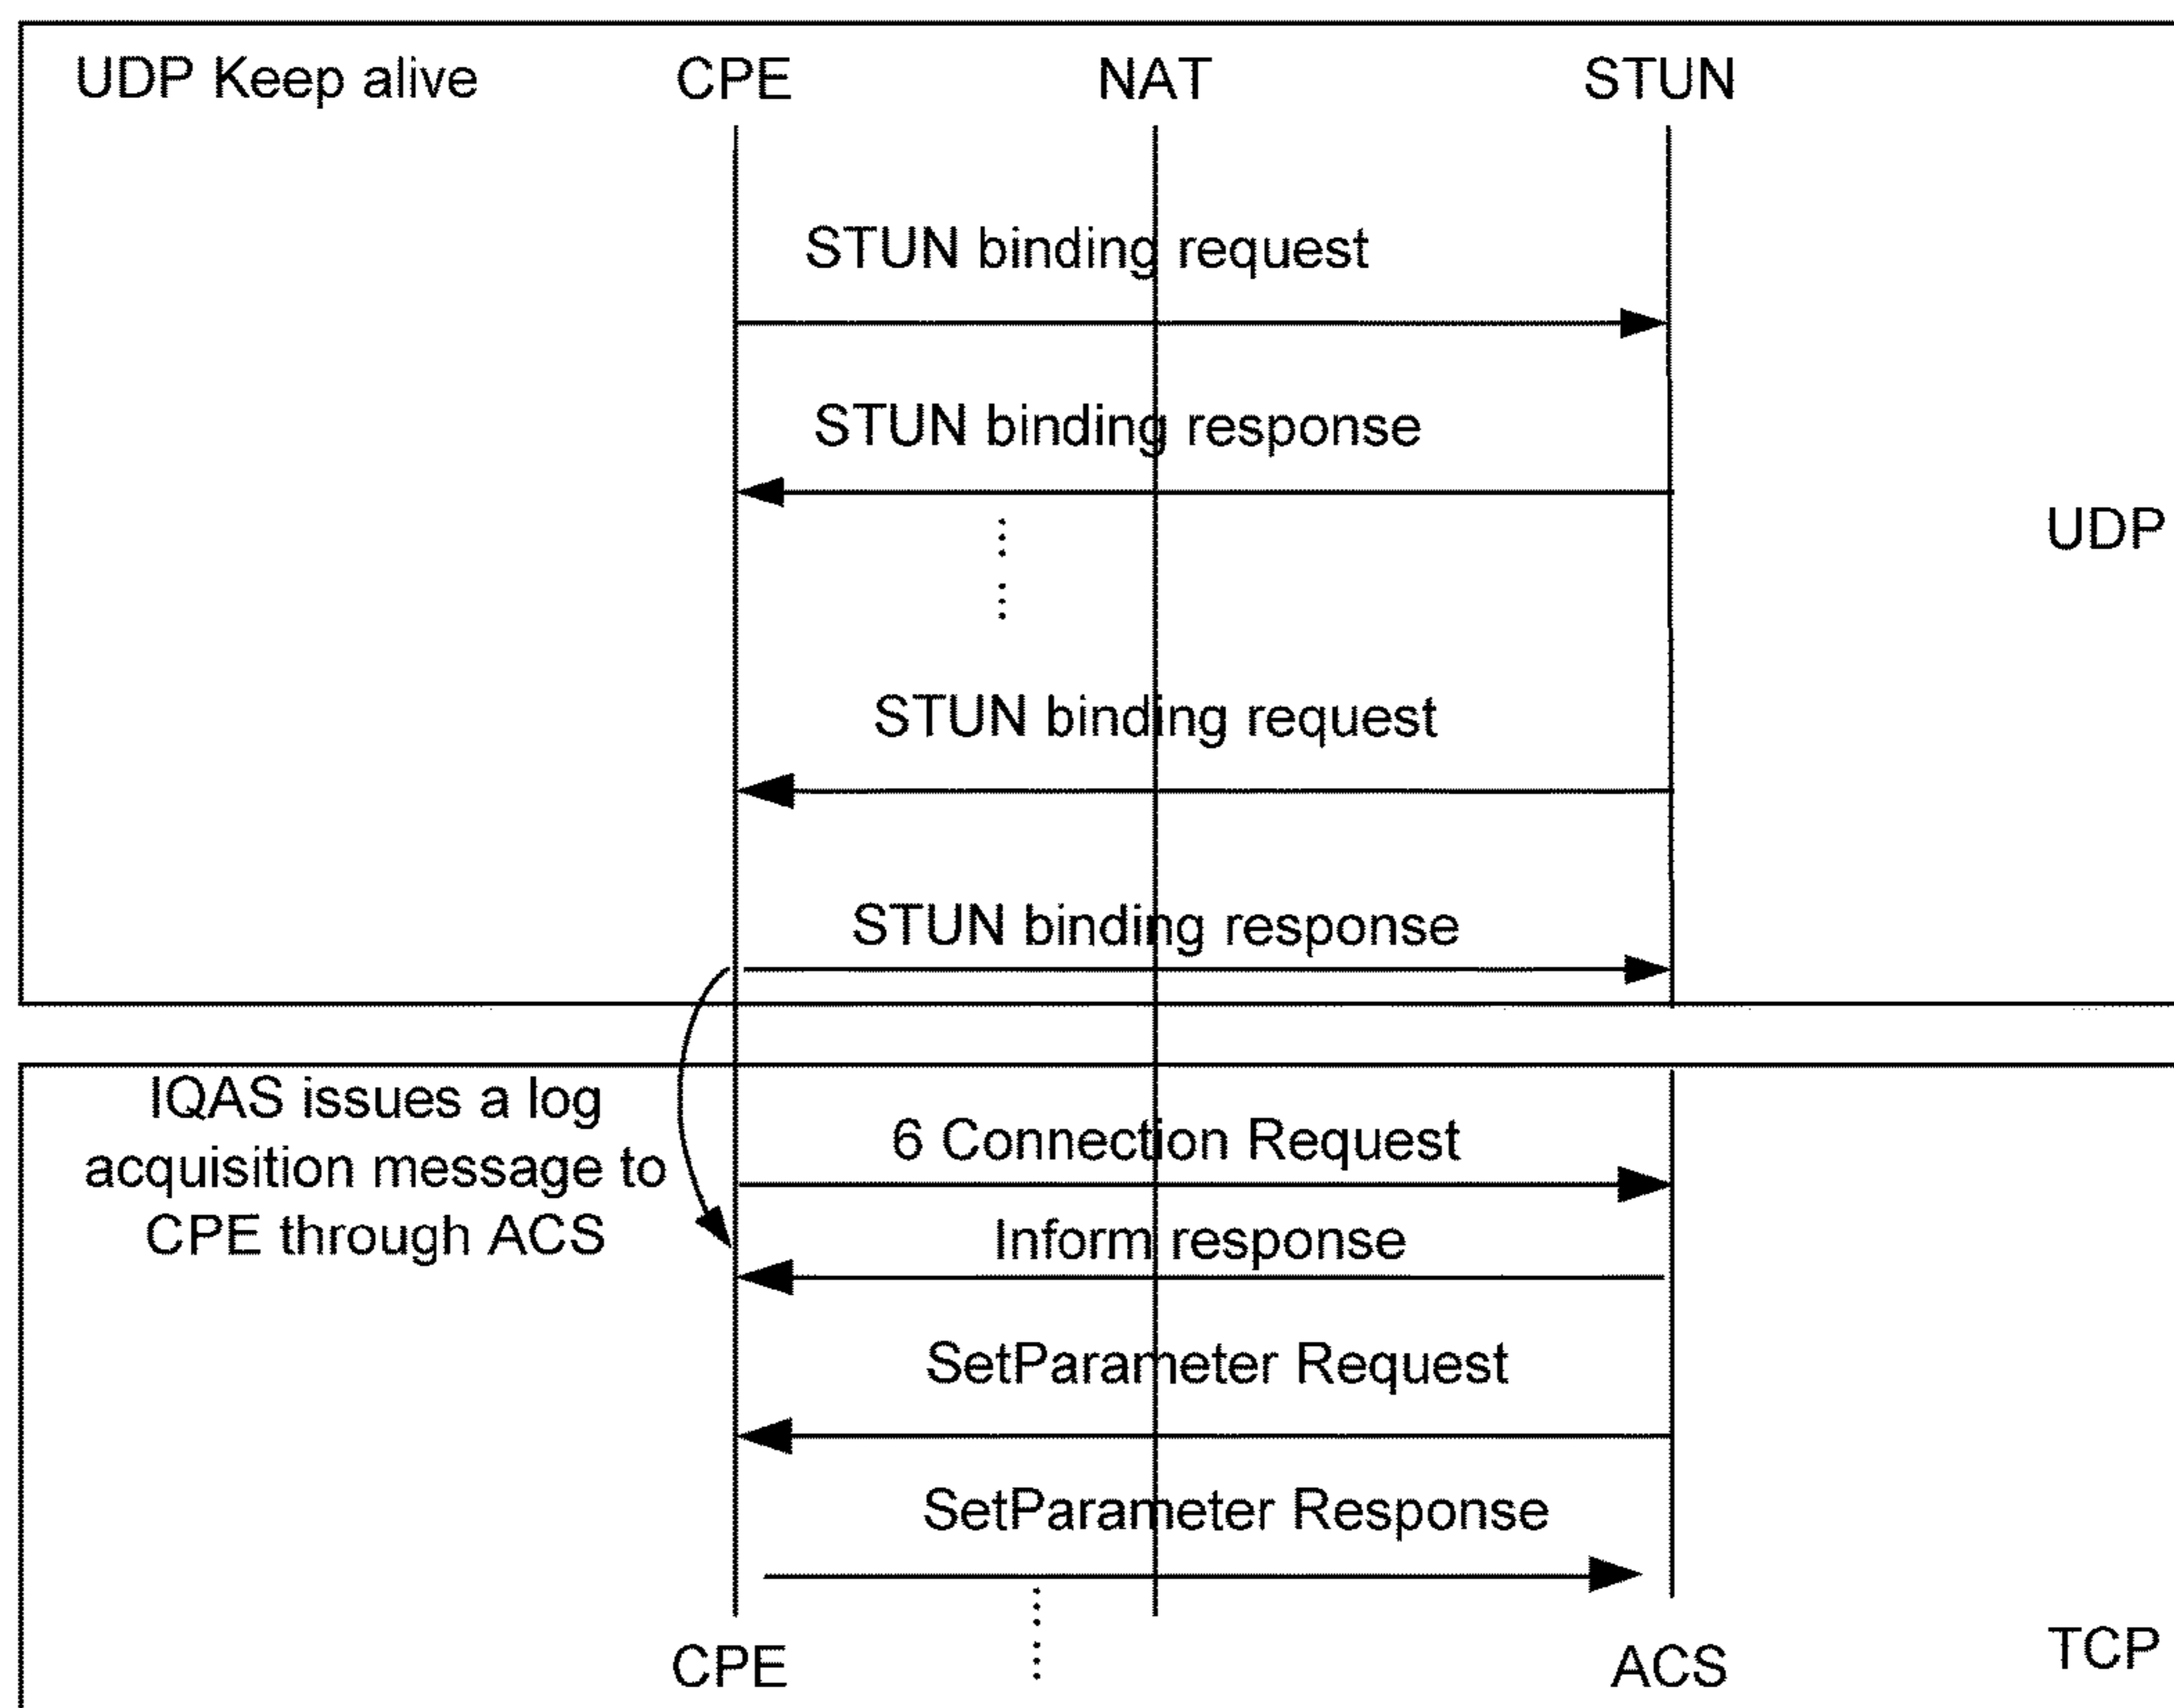 UDP Keep alive
CPE
NAT
STUN
STUN binding request
STUN binding response
UDP
STUN binding request
STUN binding response
IQAS issues a log
acquisition message to
CPE through ACS
6 Connection Request
Inform response
SetParameter Request
SetParameter Response
CPE
ACS
TCP